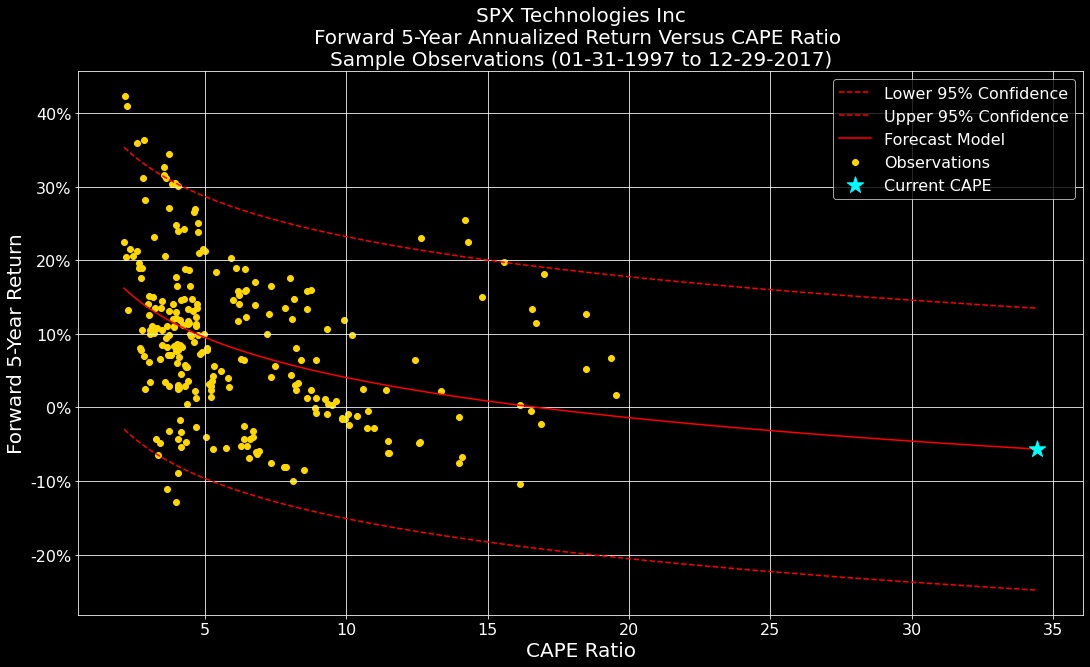 SPX Technologies Inc
Forward 5-Year Annualized Return Versus CAPE Ratio
Sample Observations (01-31-1997 to 12-29-2017)
Lower 95% Confidence
Upper 95% Confidence
Forecast Model
Observations
Current CAPE
Forward 5-Year Return
40%
30%
20%
10%
0%
-10%
-20%
5 10 15 20 25 30 35
CAPE Ratio